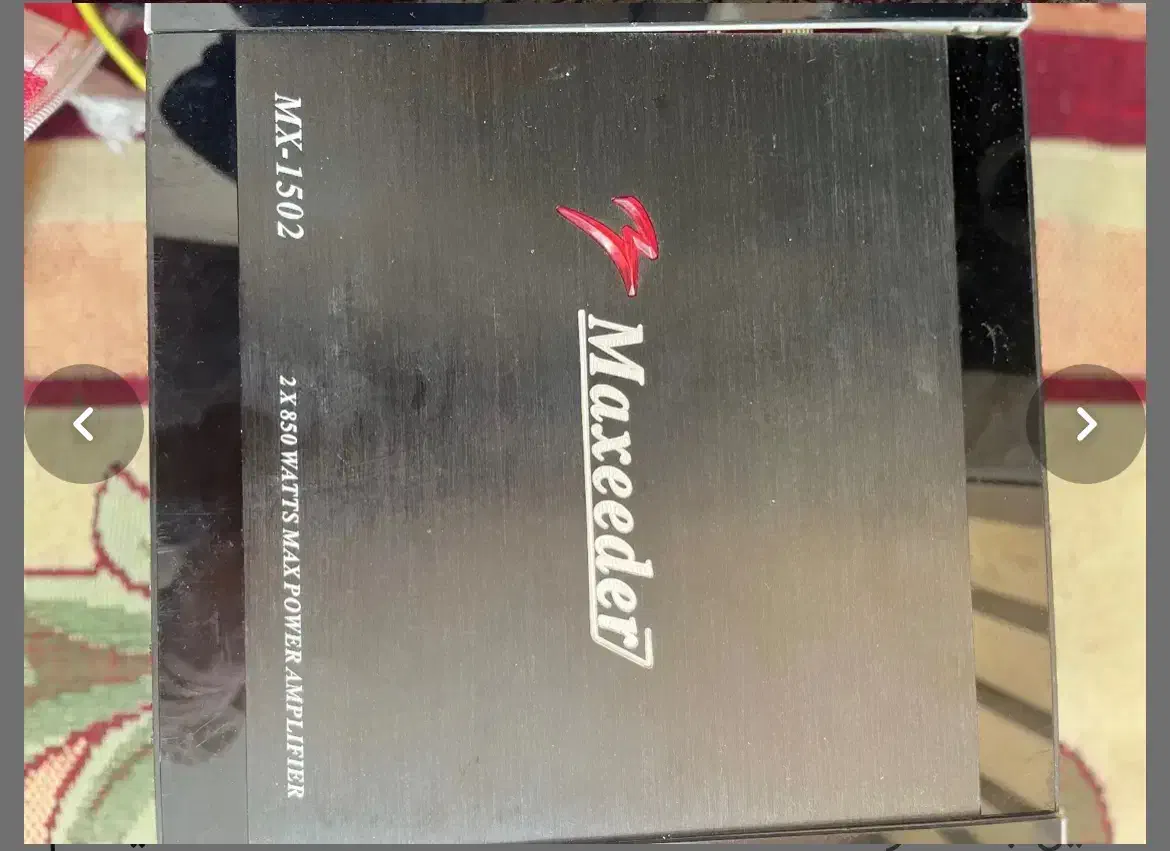 Maxeeder
MX-1502
2 X 850 WATTS MAX POWER AMPLIFIER